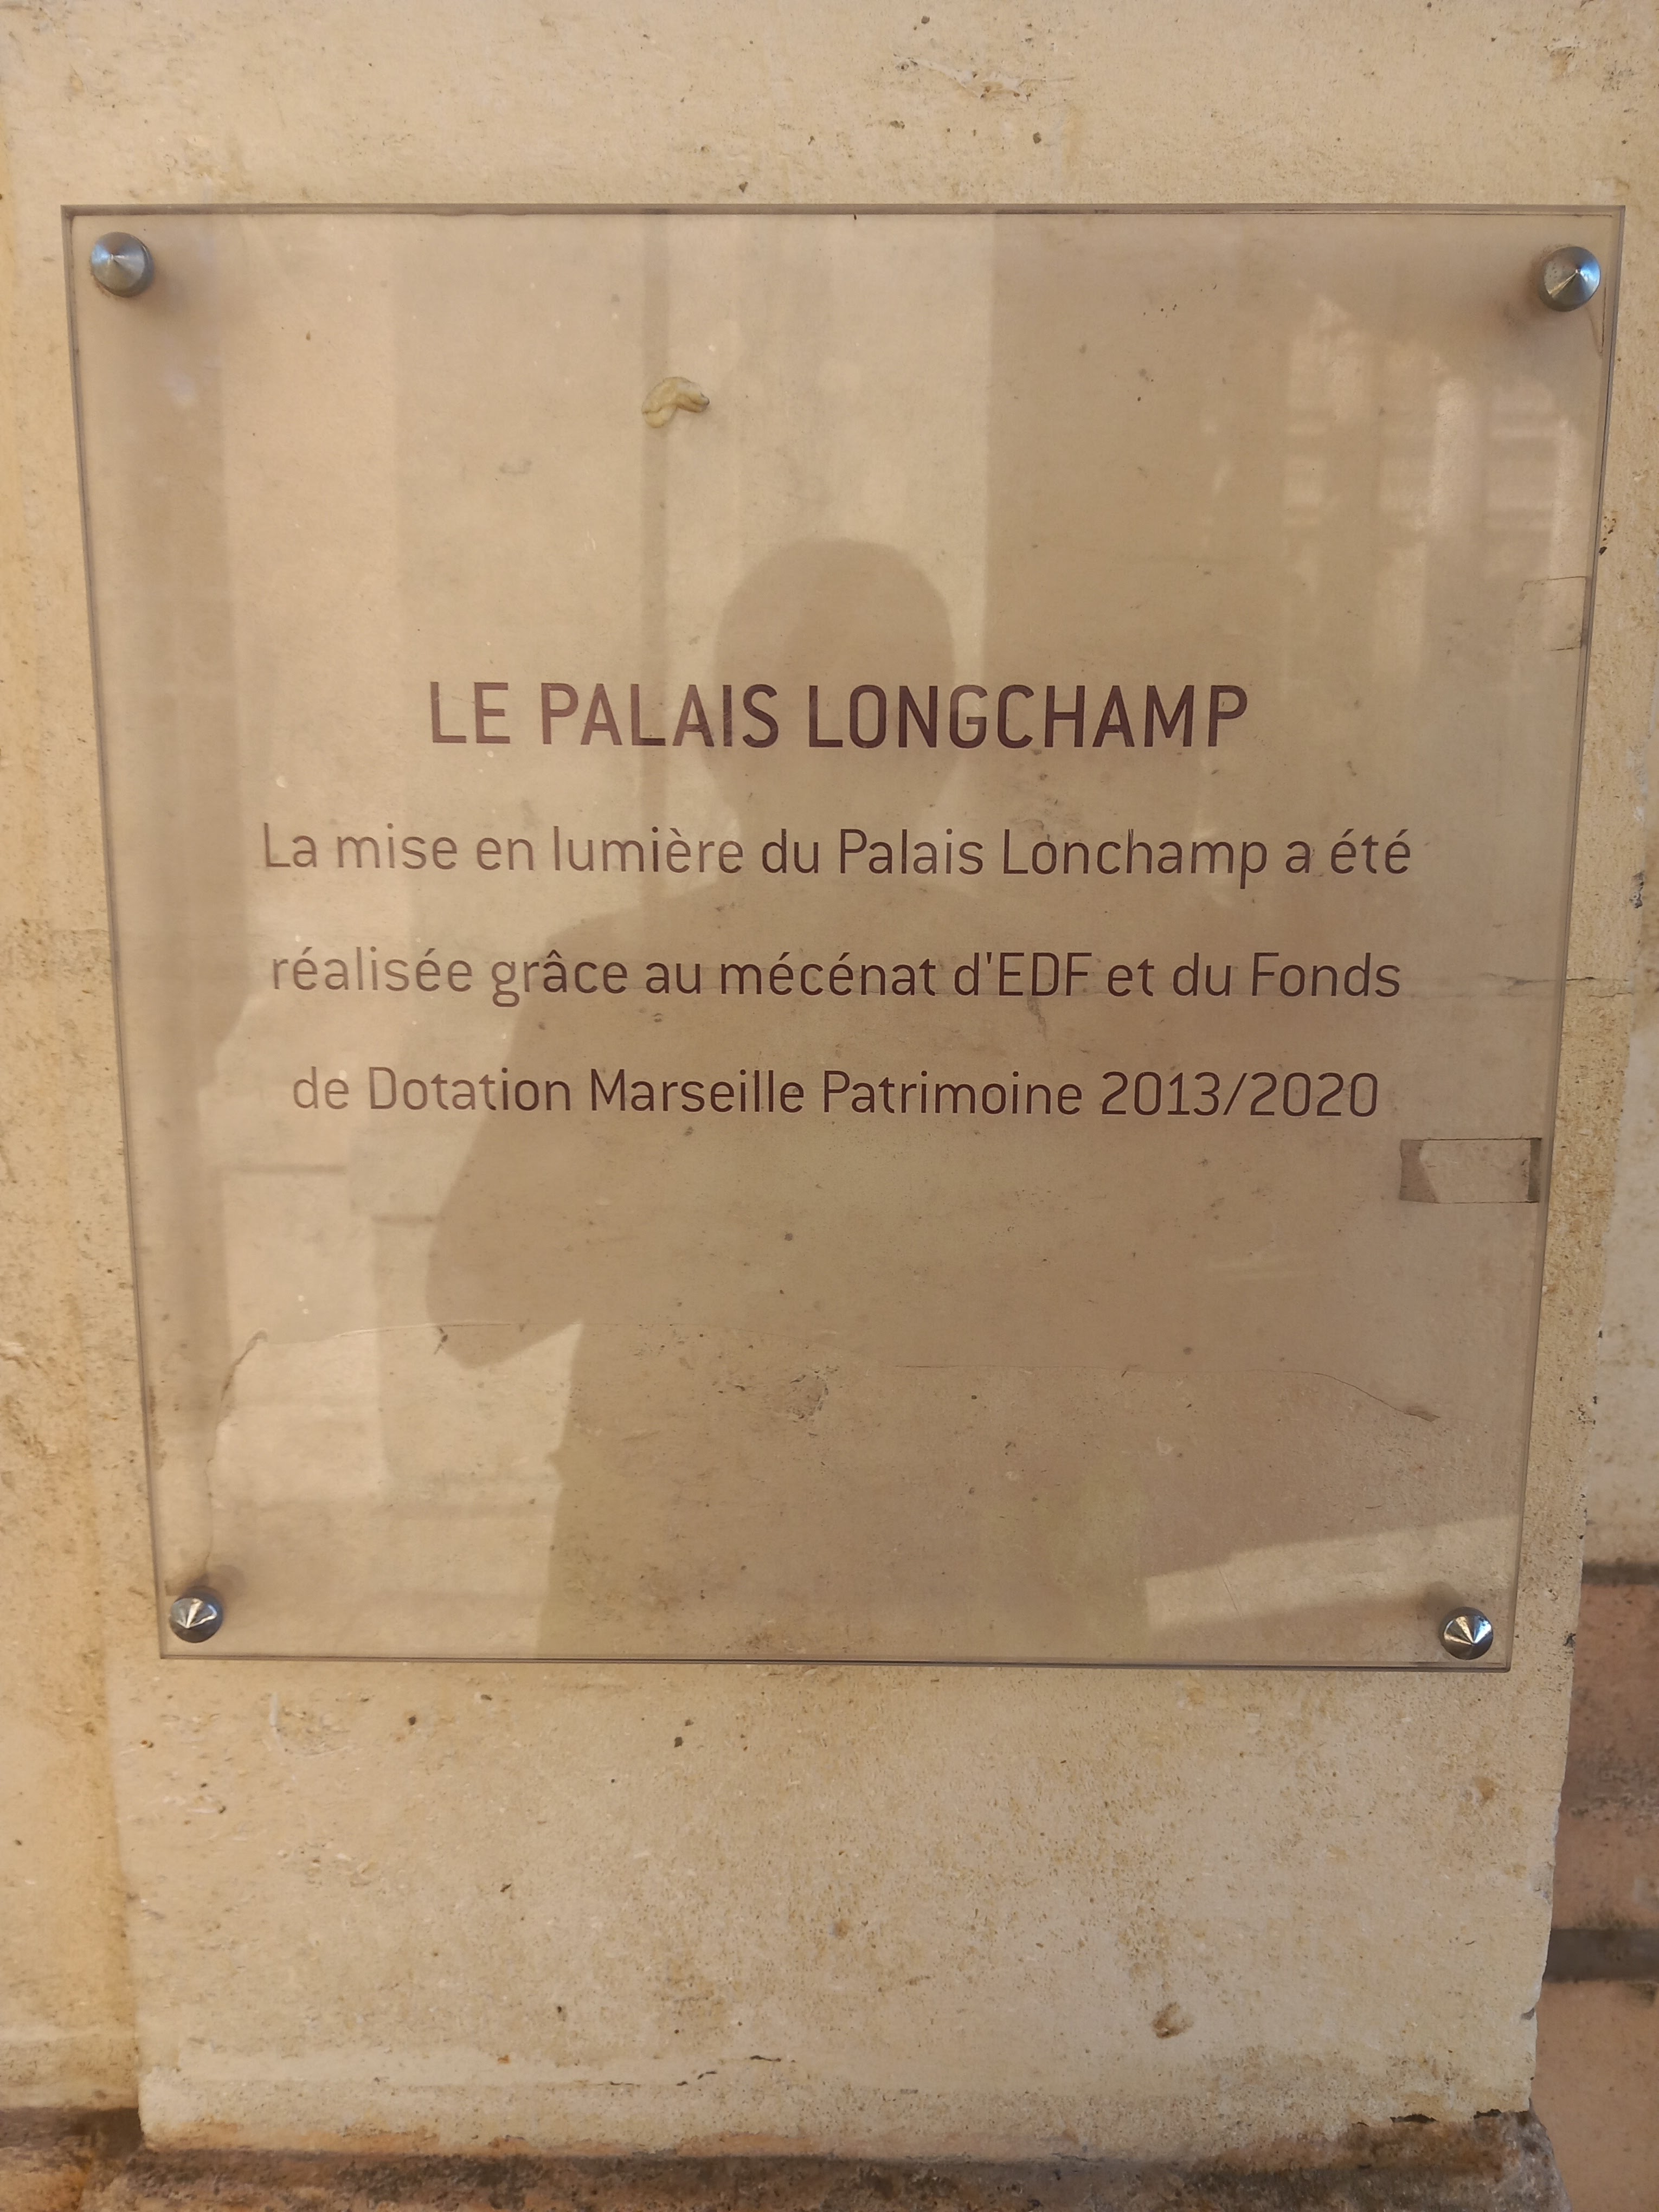 LE PALAIS LONGCHAMP
La mise en lumière du Palais Lonchamp a été
réalisée grâce au mécénat d'EDF et du Fonds
de Dotation Marseille Patrimoine 2013/2020